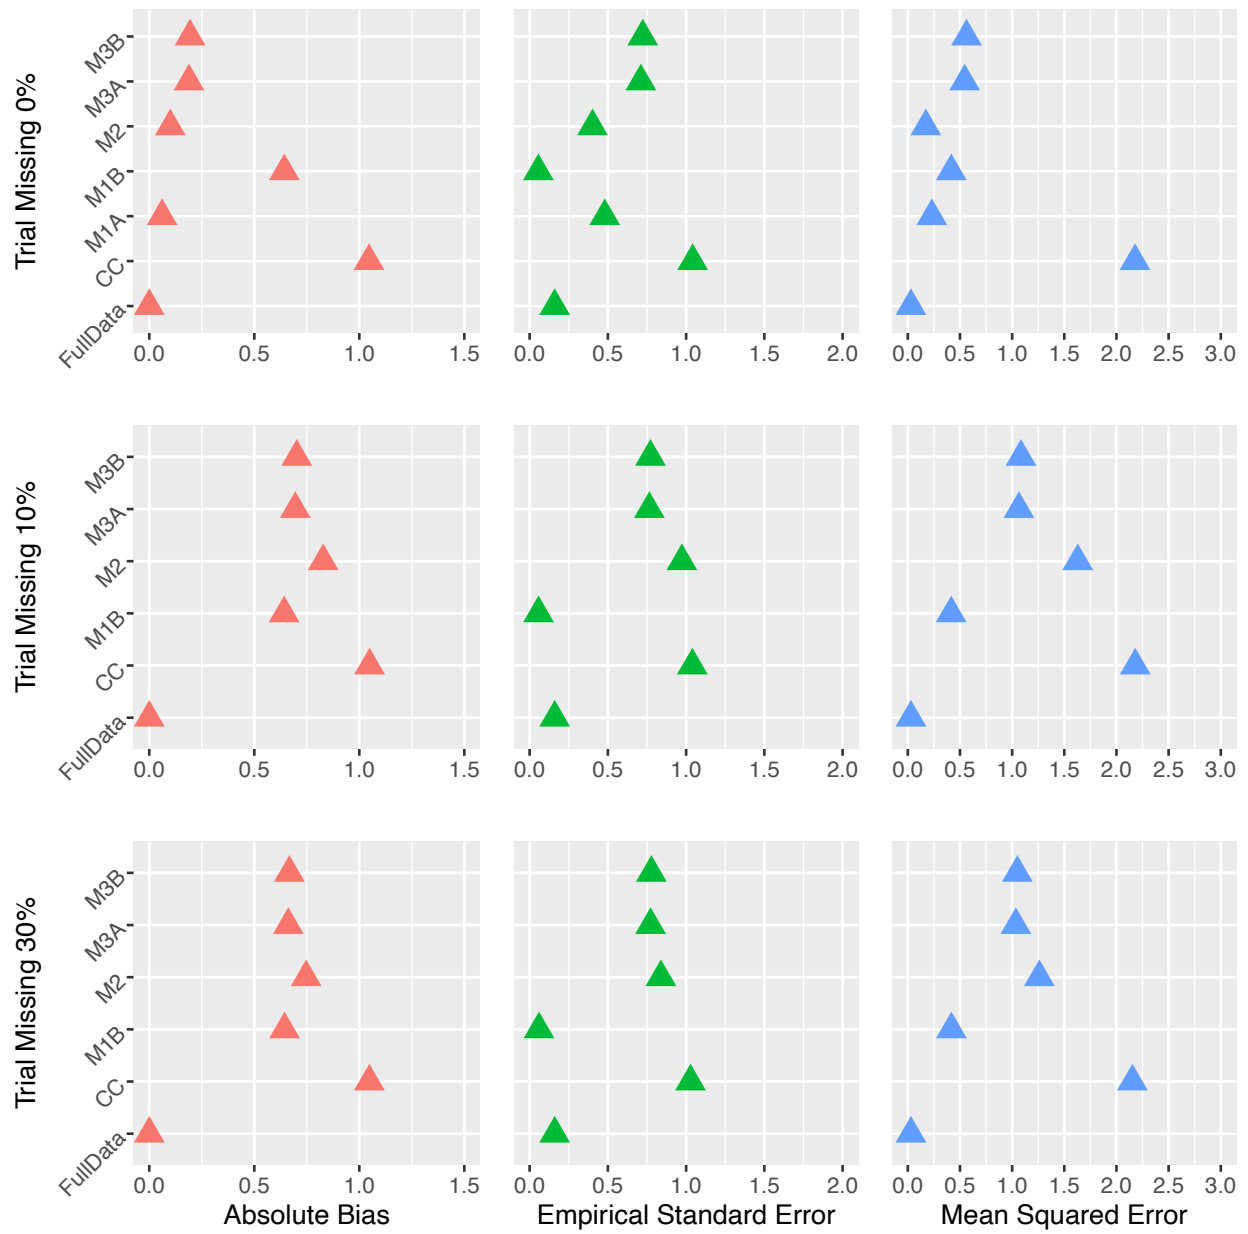 Trial Missing 0%
M3B
M3A
M2
M1B
M1A
CC
FullData
0.0 0.5 1.0 1.5
0.0 0.5 1.0 1.5 2.0
0.0 0.5 1.0 1.5 2.0 2.5 3.0
Trial Missing 10%
M3B
M3A
M2
M1B
CC
FullData
0.0 0.5 1.0 1.5
0.0 0.5 1.0 1.5 2.0
0.0 0.5 1.0 1.5 2.0 2.5 3.0
Trial Missing 30%
M3B
M3A
M2
M1B
CC
FullData
0.0 0.5 1.0 1.5
0.0 0.5 1.0 1.5 2.0
0.0 0.5 1.0 1.5 2.0 2.5 3.0
Absolute Bias
Empirical Standard Error
Mean Squared Error